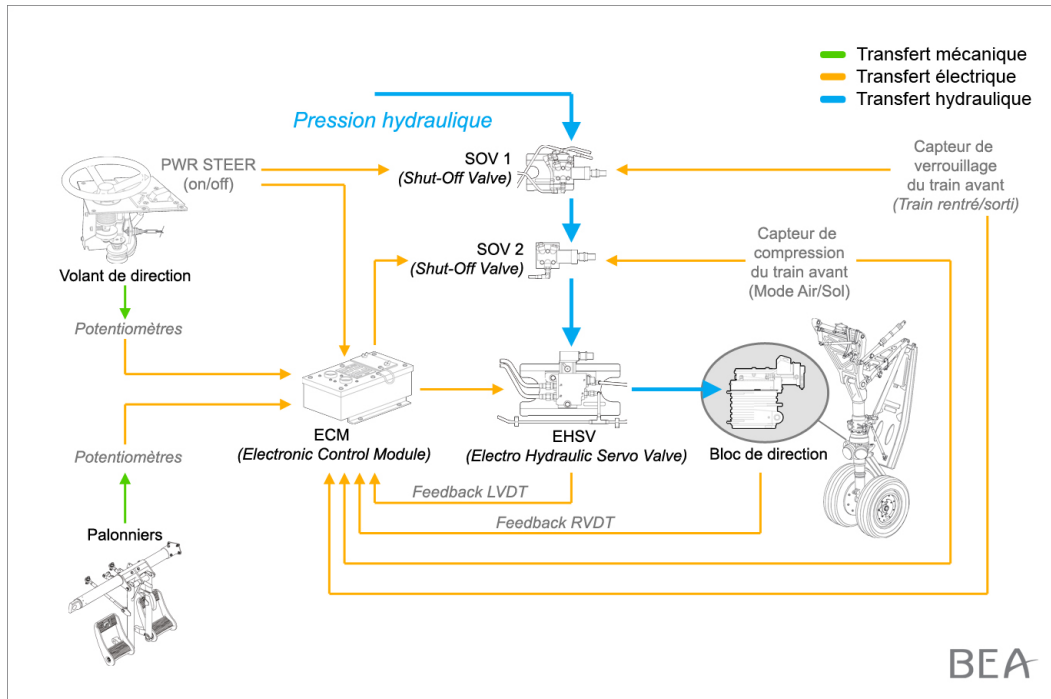 Transfert mécanique
Transfert électrique
Transfert hydraulique
Pression hydraulique
PWR STEER
(on/off)
SOV 1
(Shut-Off Valve)
Capteur de
verrouillage
du train avant
(Train rentré/sorti)
Volant de direction
SOV 2
(Shut-Off Valve)
Capteur de
compression
du train avant
(Mode Air/Sol)
Potentiomètres
ECM
(Electronic Control Module)
EHSV
(Electro Hydraulic Servo Valve)
Bloc de direction
Potentiomètres
Feedback LVDT
Feedback RVDT
Palonniers
BEA